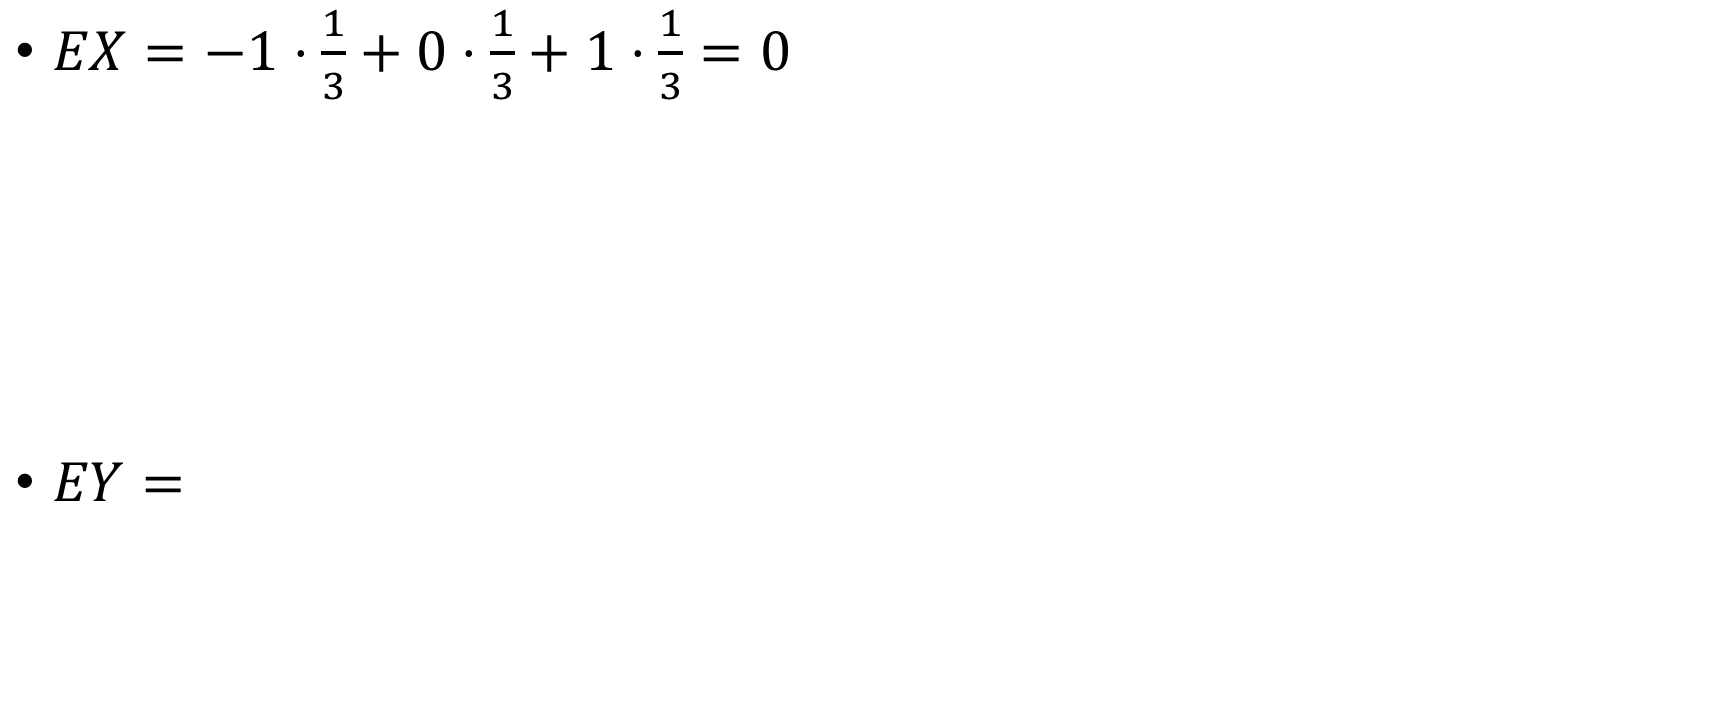 • EX = −1 · 1/3 + 0 · 1/3 + 1 · 1/3 = 0
• EY =